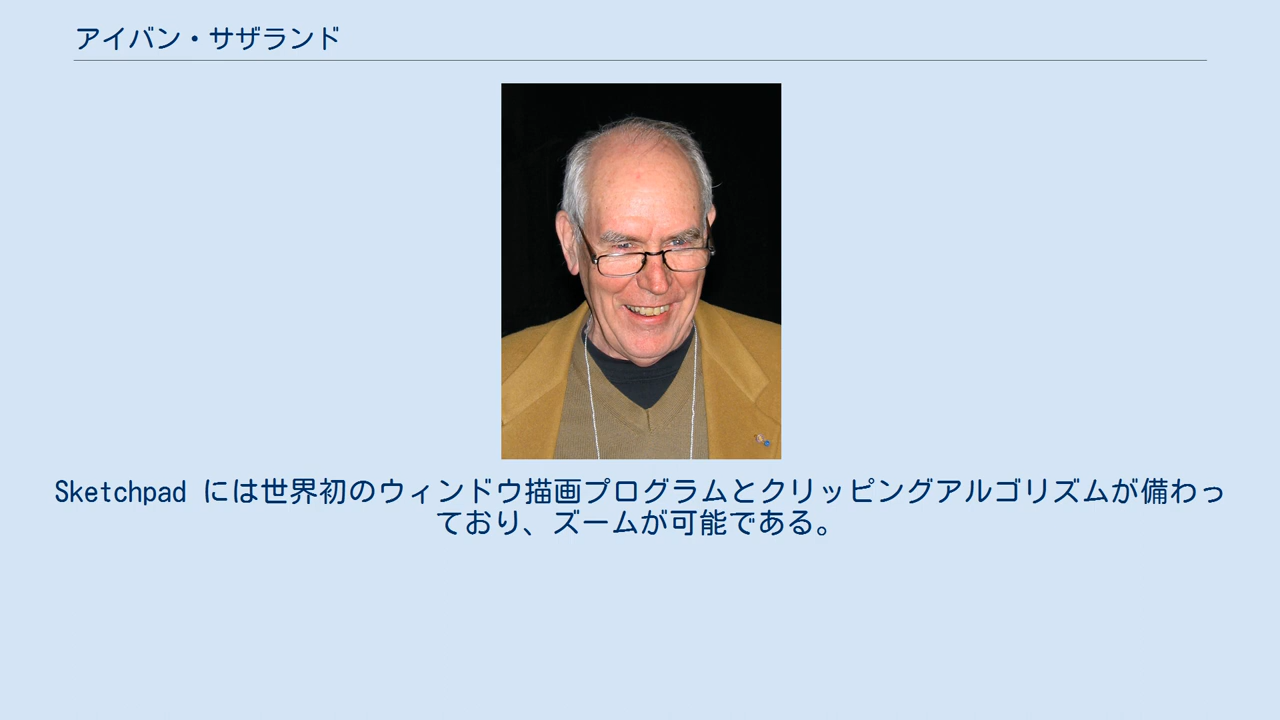 アイバン・サザランド
Sketchpad には世界初のウィンドウ描画プログラムとクリッピングアルゴリズムが備わっ
ており、ズームが可能である。